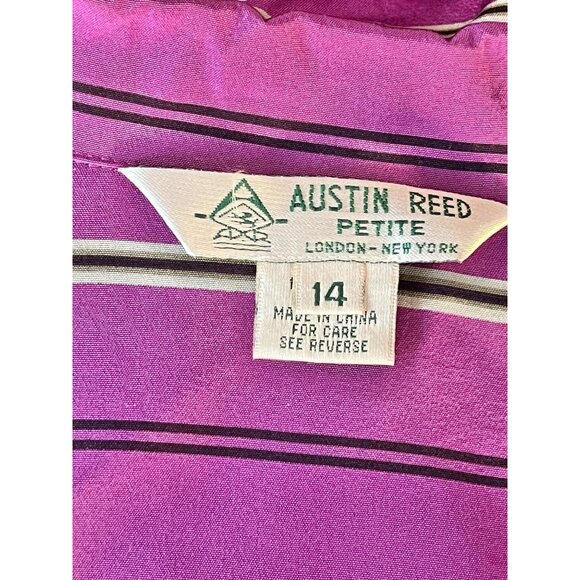 AUSTIN REED
PETITE
LONDON-NEW YORK
14
MADE IN CHINA
FOR CARE
SEE REVERSE